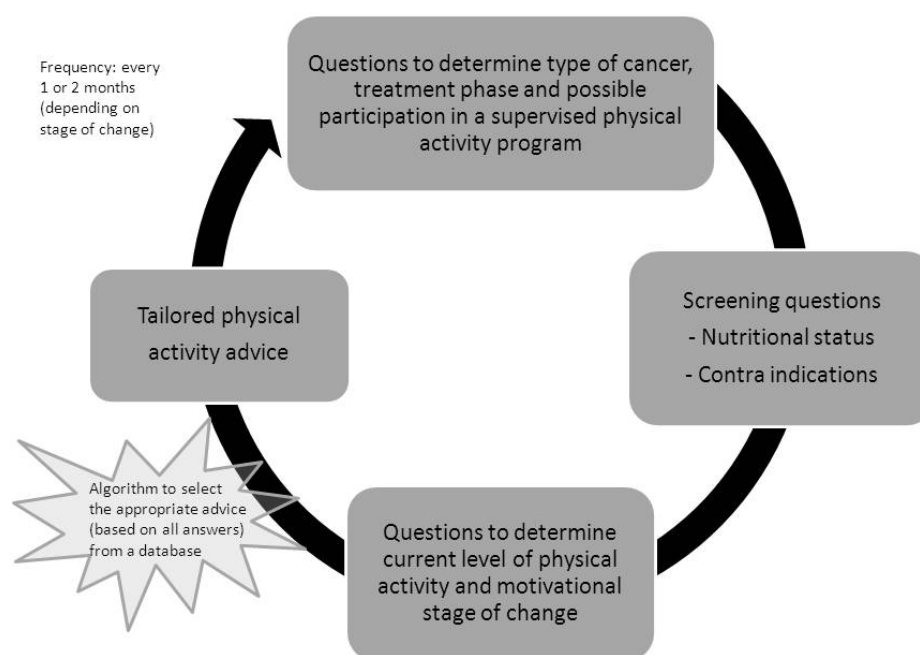 Frequency: every
1 or 2 months
(depending on
stage of change)
Questions to determine type of cancer,
treatment phase and possible
participation in a supervised physical
activity program
Screening questions
- Nutritional status
- Contra indications
Questions to determine
current level of physical
activity and motivational
stage of change
Algorithm to select
the appropriate advice
(based on all answers)
from a database
Tailored physical
activity advice